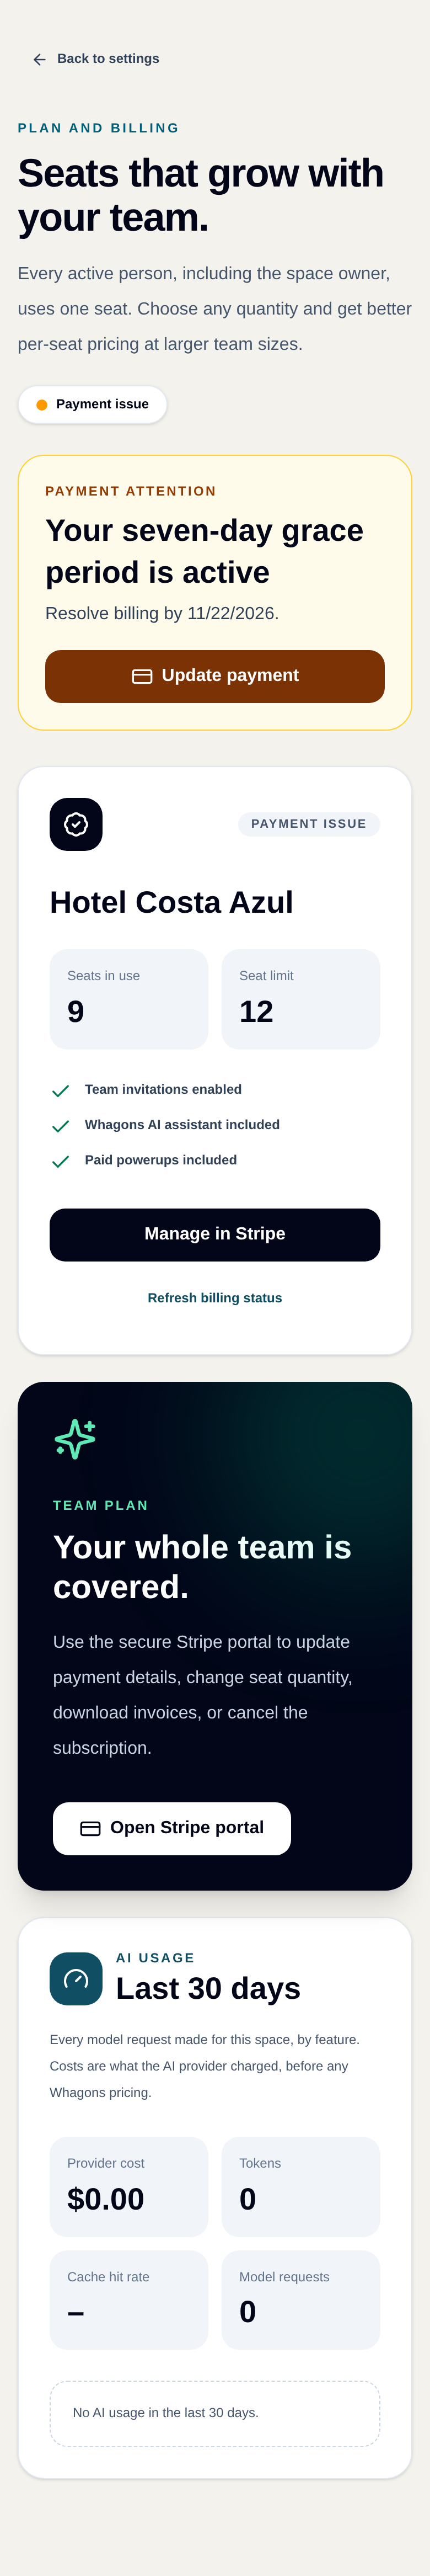 Back to settings
PLAN AND BILLING
Seats that grow with
your team.
Every active person, including the space owner,
uses one seat. Choose any quantity and get better
per-seat pricing at larger team sizes.
Payment issue
PAYMENT ATTENTION
Your seven-day grace
period is active
Resolve billing by 11/22/2026.
Update payment
PAYMENT ISSUE
Hotel Costa Azul
Seats in use
9
Seat limit
12
Team invitations enabled
Whagons AI assistant included
Paid powerups included
Manage in Stripe
Refresh billing status
TEAM PLAN
Your whole team is
covered.
Use the secure Stripe portal to update
payment details, change seat quantity,
download invoices, or cancel the
subscription.
Open Stripe portal
AI USAGE
Last 30 days
Every model request made for this space, by feature.
Costs are what the AI provider charged, before any
Whagons pricing.
Provider cost
$0.00
Tokens
0
Cache hit rate
–
Model requests
0
No AI usage in the last 30 days.